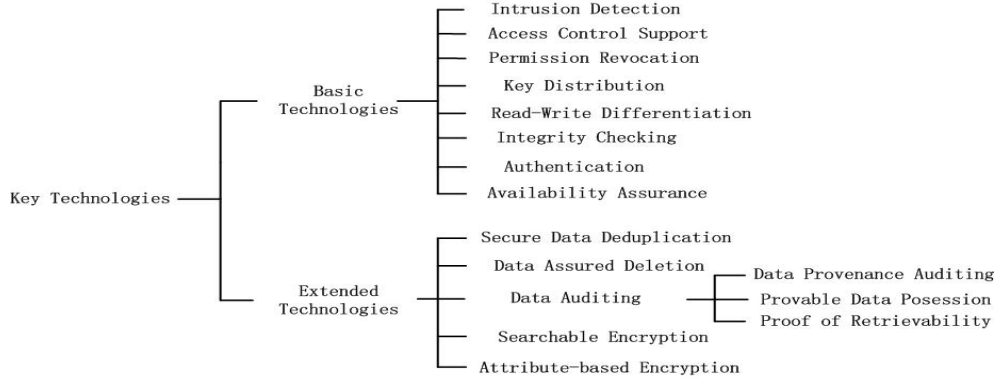 Key Technologies
Basic
Technologies
Intrusion Detection
Access Control Support
Permission Revocation
Key Distribution
Read-Write Differentiation
Integrity Checking
Authentication
Availability Assurance
Extended
Technologies
Secure Data Deduplication
Data Assured Deletion
Data Auditing
Data Provenance Auditing
Provable Data Posession
Proof of Retrievability
Searchable Encryption
Attribute-based Encryption